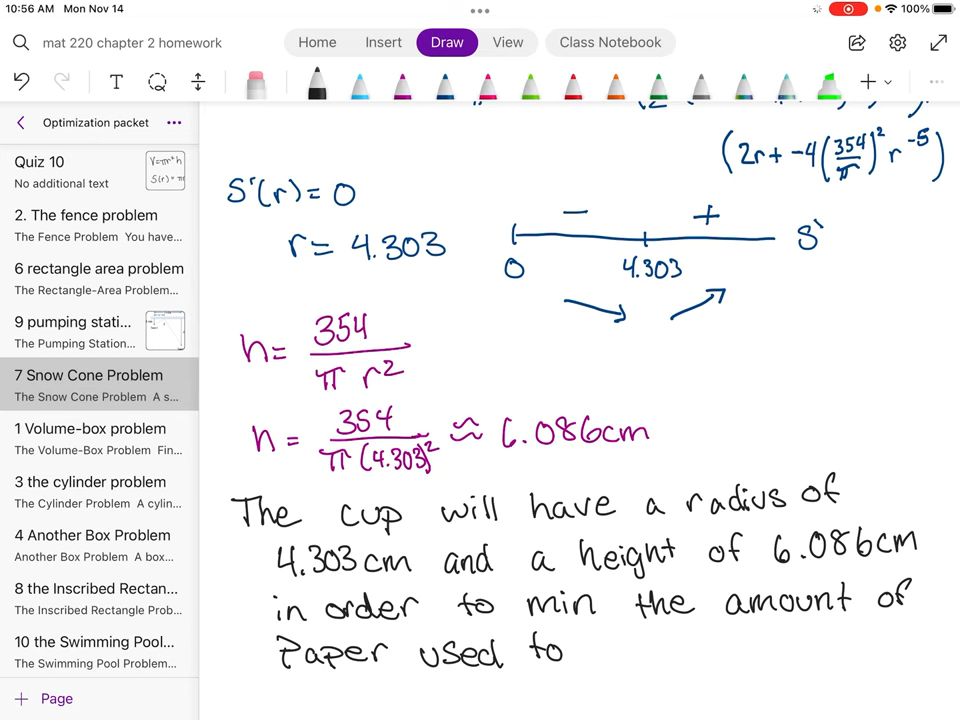 10:56 AM Mon Nov 14
100%
mat 220 chapter 2 homework
Home Insert Draw View Class Notebook
T
Optimization packet
Quiz 10
No additional text
V=πr²h
2. The fence problem
The Fence Problem You have...
6 rectangle area problem
The Rectangle-Area Problem...
9 pumping stati...
The Pumping Station...
7 Snow Cone Problem
The Snow Cone Problem A s...
1 Volume-box problem
The Volume-Box Problem Fin...
3 the cylinder problem
The Cylinder Problem A cylin...
4 Another Box Problem
Another Box Problem A box...
8 the Inscribed Rectan...
The Inscribed Rectangle Prob...
10 the Swimming Pool...
The Swimming Pool Problem...
+ Page
(2r + -4(354/π)² r⁻⁵)
S'(r) = 0
r = 4.303
− +
S'
0 4.303
h = 354/π r²
h = 354/π(4.303)² ≈ 6.086cm
The cup will have a radius of
4.303cm and a height of 6.086cm
in order to min the amount of
Paper used to